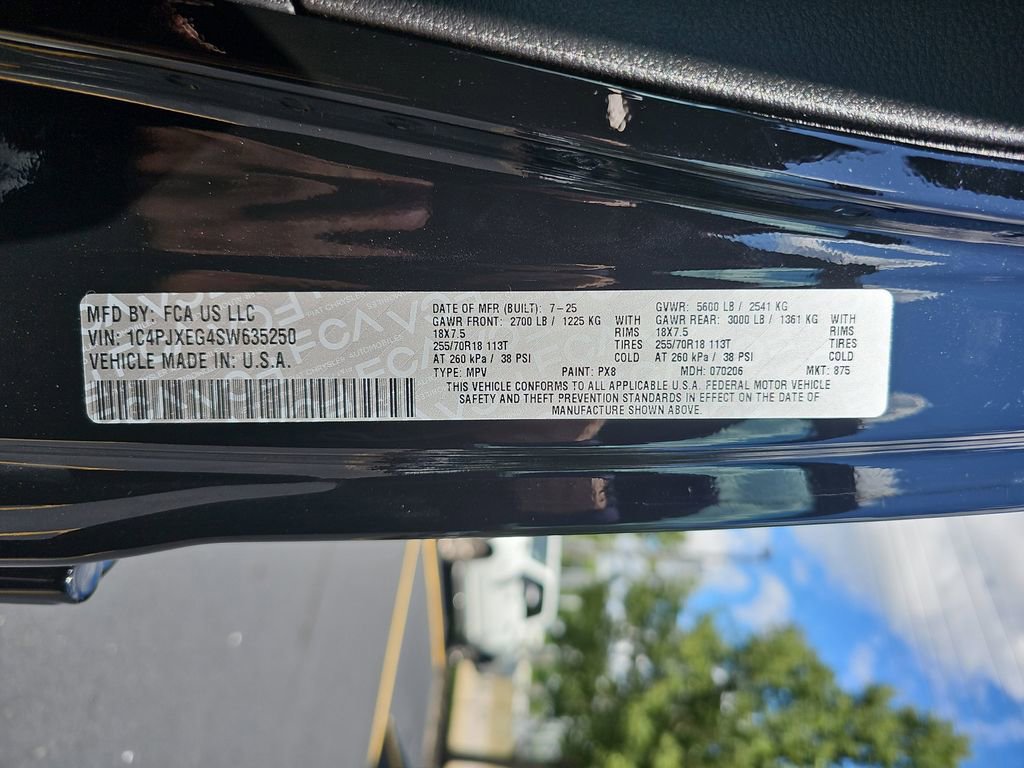 MFD BY: FCA US LLC
VIN: 1C4PJXEG4SW635250
VEHICLE MADE IN: U.S.A.
DATE OF MFR (BUILT): 7-25 GVWR: 5600 LB / 2541 KG
GAWR FRONT: 2700 LB / 1225 KG WITH GAWR REAR: 3000 LB / 1361 KG WITH
18X7.5 RIMS 18X7.5 RIMS
255/70R18 113T TIRES 255/70R18 113T TIRES
AT 260 kPa / 38 PSI COLD AT 260 kPa / 38 PSI COLD
TYPE: MPV PAINT: PX8 MDH: 070206 MKT: 875
THIS VEHICLE CONFORMS TO ALL APPLICABLE U.S.A. FEDERAL MOTOR VEHICLE
SAFETY AND THEFT PREVENTION STANDARDS IN EFFECT ON THE DATE OF
MANUFACTURE SHOWN ABOVE.